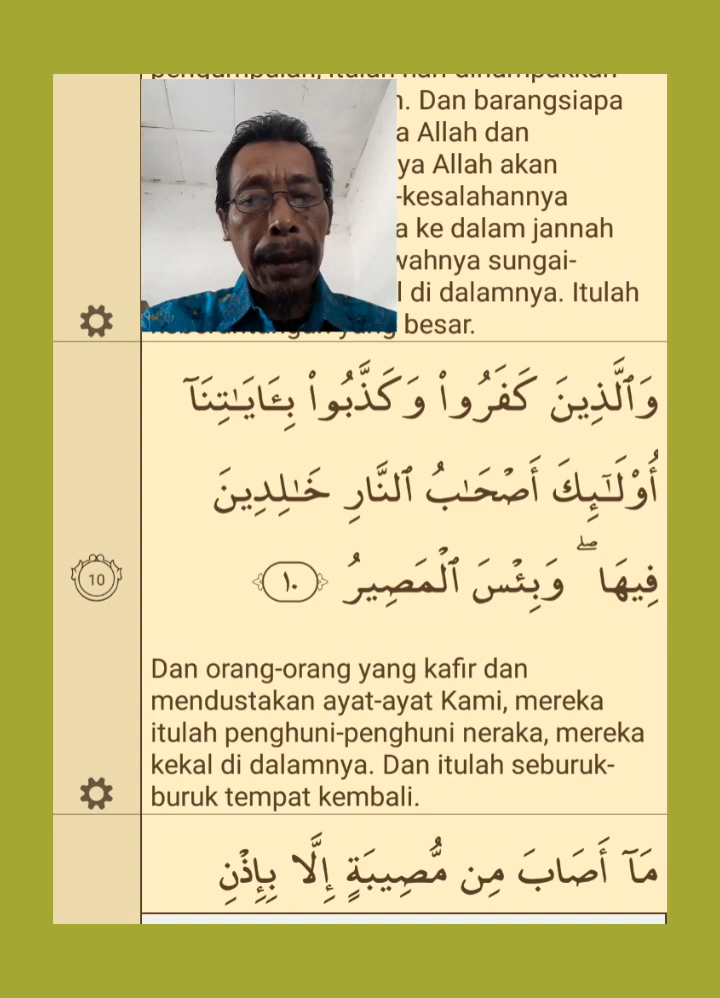 n. Dan barangsiapa
a Allah dan
ya Allah akan
-kesalahannya
a ke dalam jannah
wahnya sungai-
l di dalamnya. Itulah
besar.
وَٱلَّذِينَ كَفَرُوا۟ وَكَذَّبُوا۟ بِـَٔايَـٰتِنَآ
أُو۟لَـٰٓئِكَ أَصْحَـٰبُ ٱلنَّارِ خَـٰلِدِينَ
فِيهَا ۖ وَبِئْسَ ٱلْمَصِيرُ ١٠
10
Dan orang-orang yang kafir dan
mendustakan ayat-ayat Kami, mereka
itulah penghuni-penghuni neraka, mereka
kekal di dalamnya. Dan itulah seburuk-
buruk tempat kembali.
مَآ أَصَابَ مِن مُّصِيبَةٍ إِلَّا بِإِذْنِ